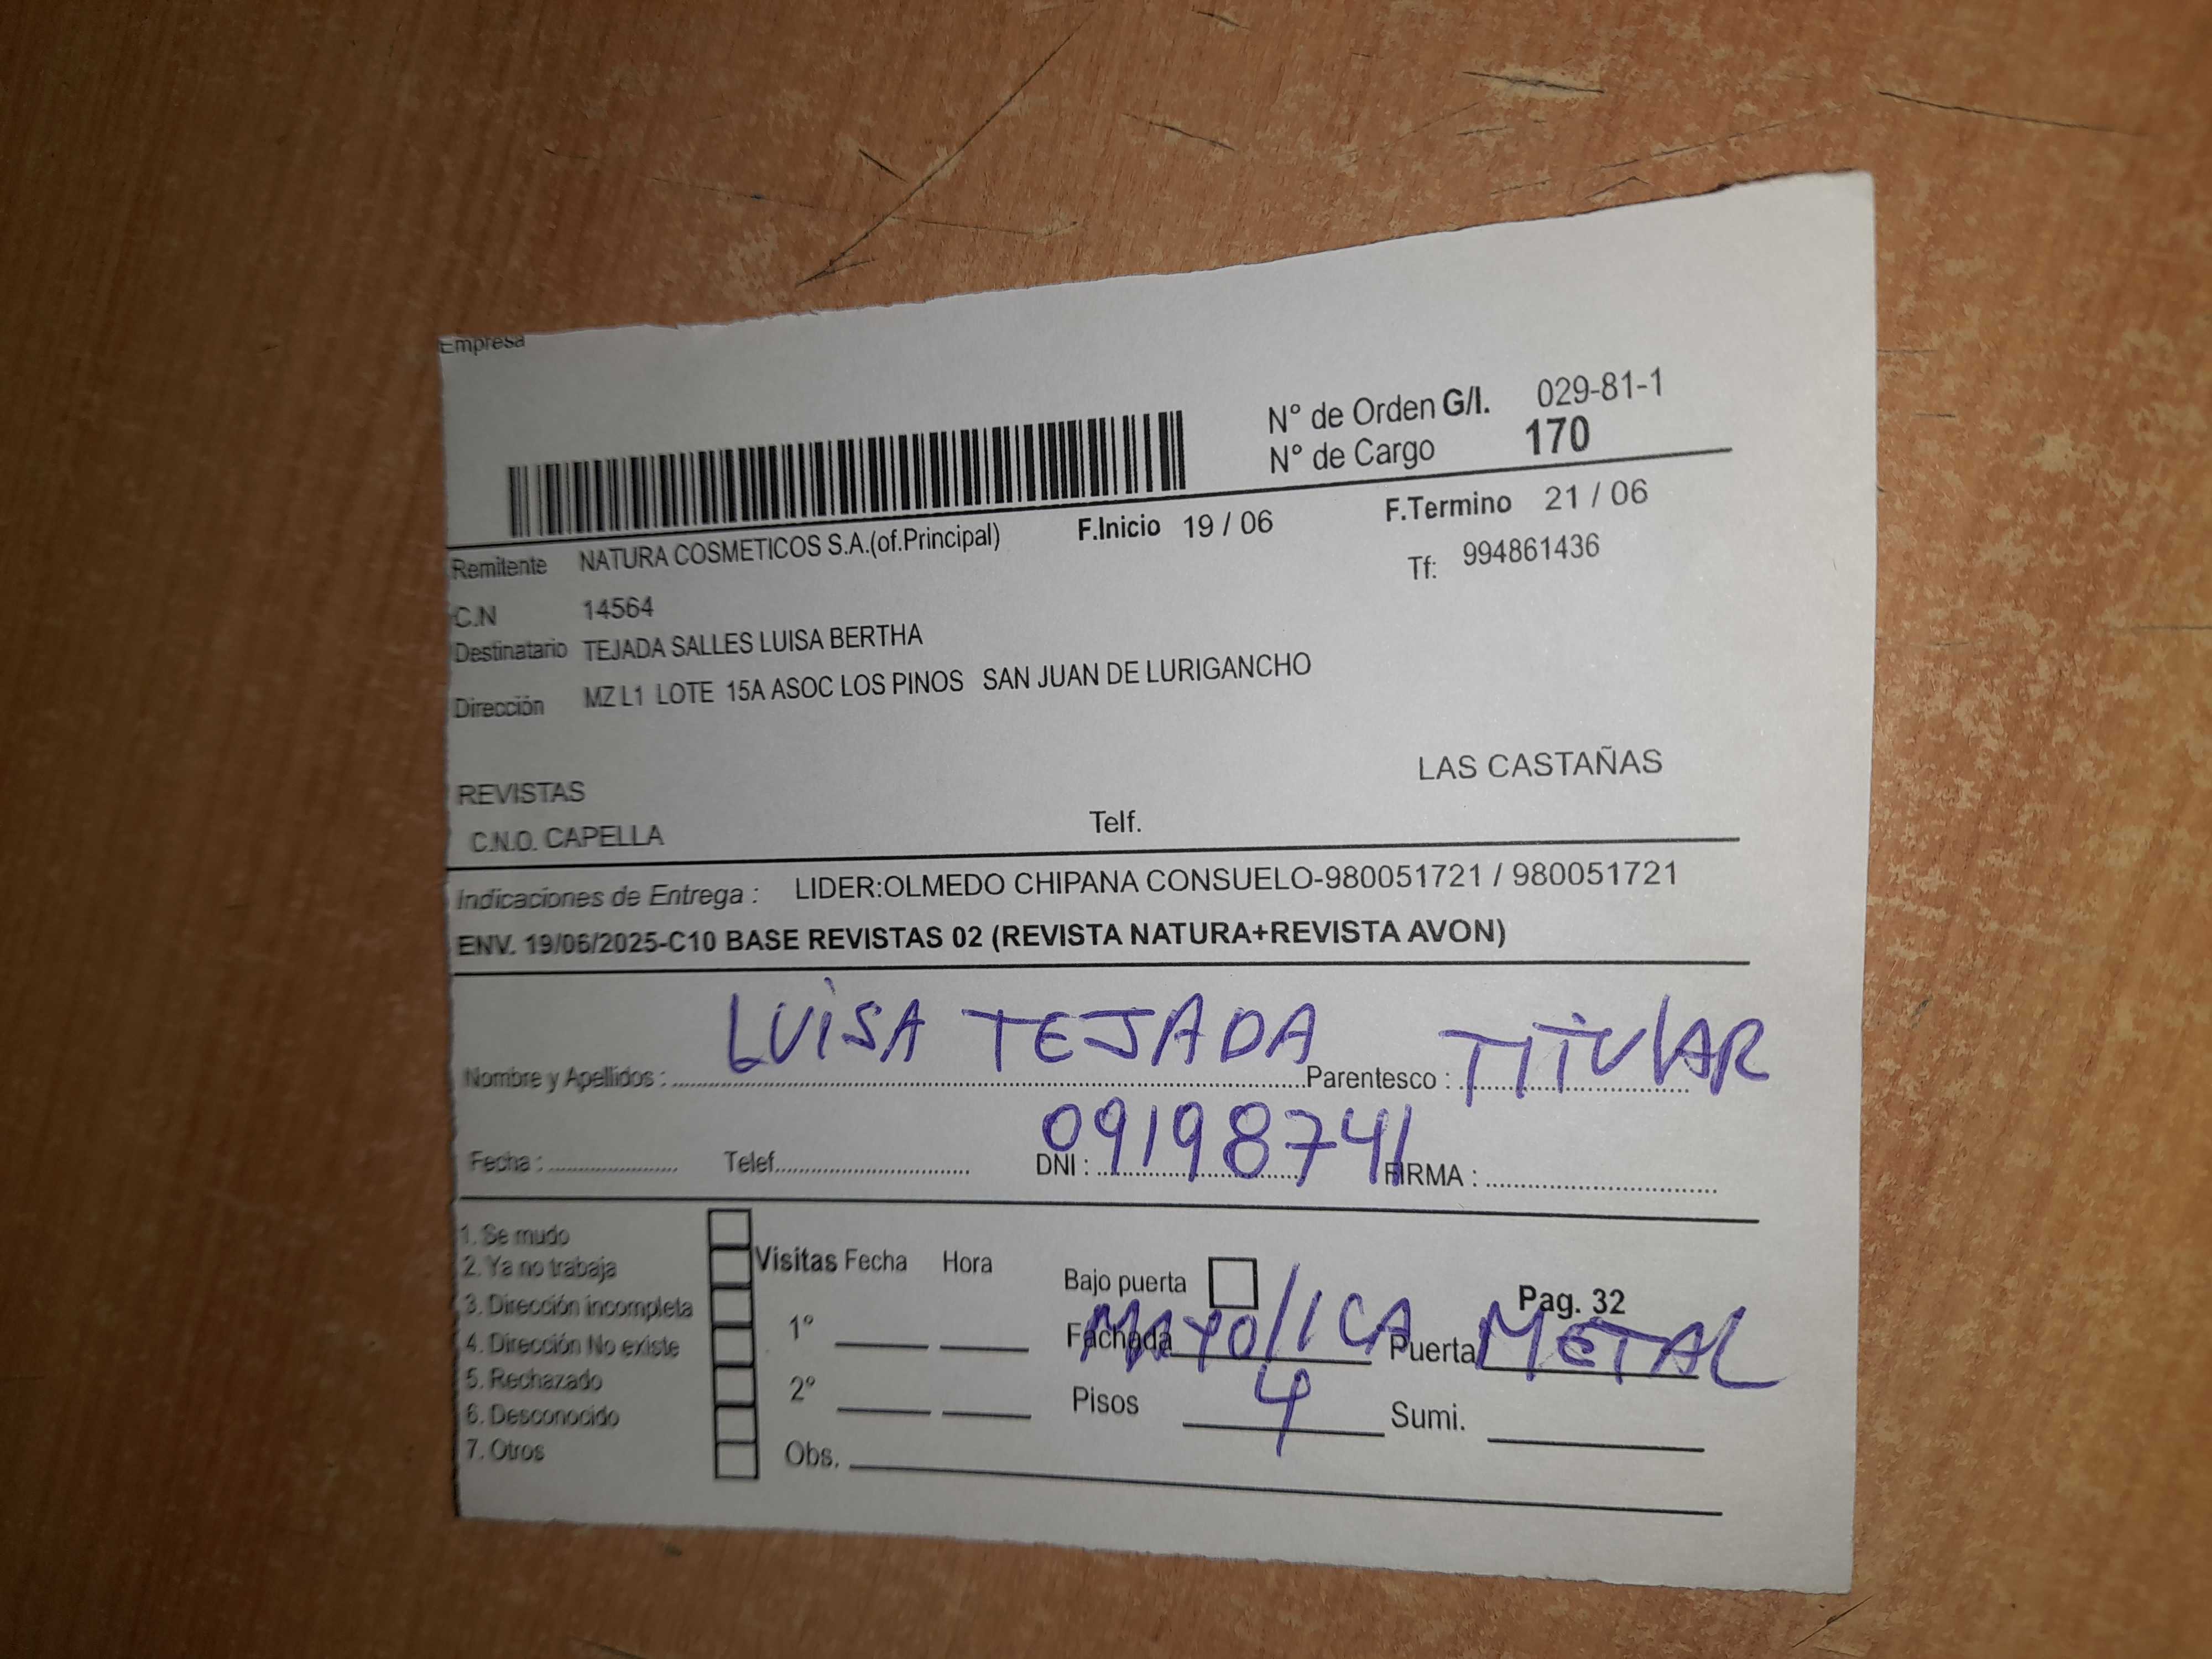 Empresa
N° de Orden G/I. 029-81-1
N° de Cargo 170
Remitente NATURA COSMETICOS S.A.(of.Principal) F.Inicio 19 / 06 F.Termino 21 / 06
C.N 14564 Tf: 994861436
Destinatario TEJADA SALLES LUISA BERTHA
Dirección MZ L1 LOTE 15A ASOC LOS PINOS SAN JUAN DE LURIGANCHO
LAS CASTAÑAS
REVISTAS
C.N.O. CAPELLA Telf.
Indicaciones de Entrega : LIDER:OLMEDO CHIPANA CONSUELO-980051721 / 980051721
ENV. 19/06/2025-C10 BASE REVISTAS 02 (REVISTA NATURA+REVISTA AVON)
Nombre y Apellidos : LUISA TEJADA Parentesco : TITULAR
Fecha : Telef. DNI : 09198741 FIRMA :
1. Se mudo
2. Ya no trabaja
3. Dirección incompleta
4. Dirección No existe
5. Rechazado
6. Desconocido
7. Otros
Visitas Fecha Hora
1°
2°
Obs.
Bajo puerta Pag. 32
Fachada MAYOLICA Puerta METAL
Pisos 4 Sumi.